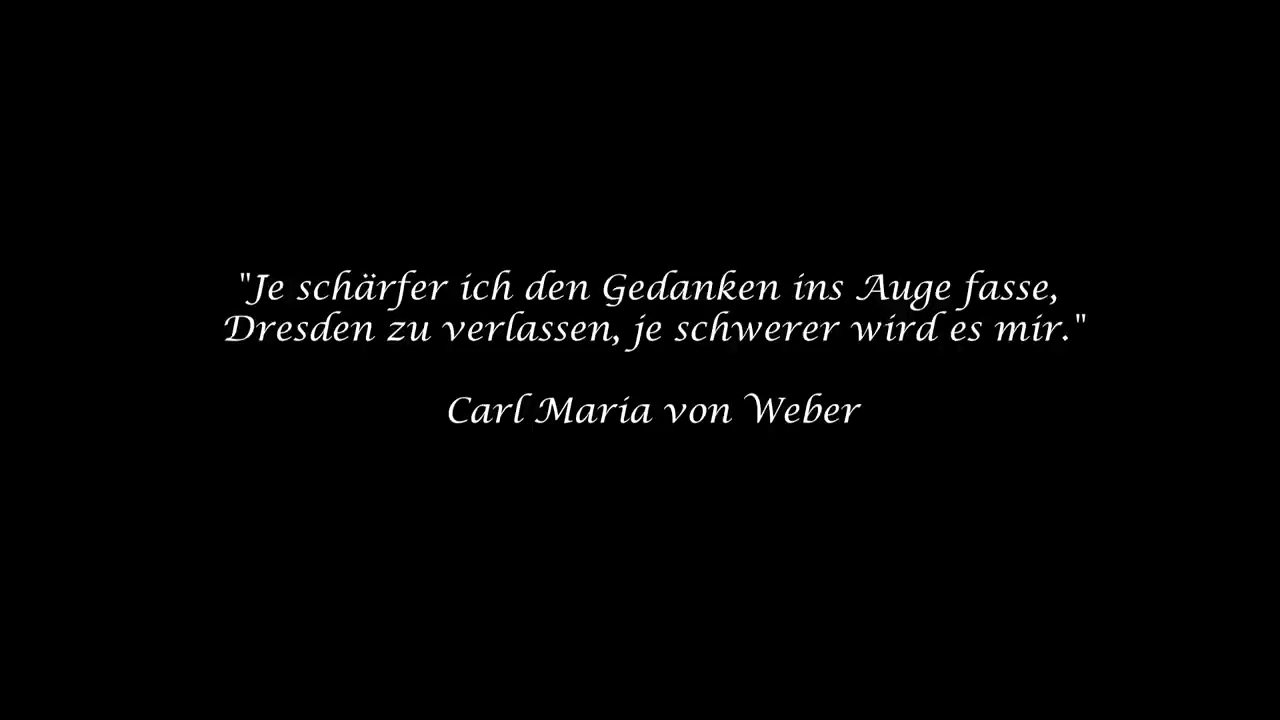 "Je schärfer ich den Gedanken ins Auge fasse,
Dresden zu verlassen, je schwerer wird es mir."
Carl Maria von Weber